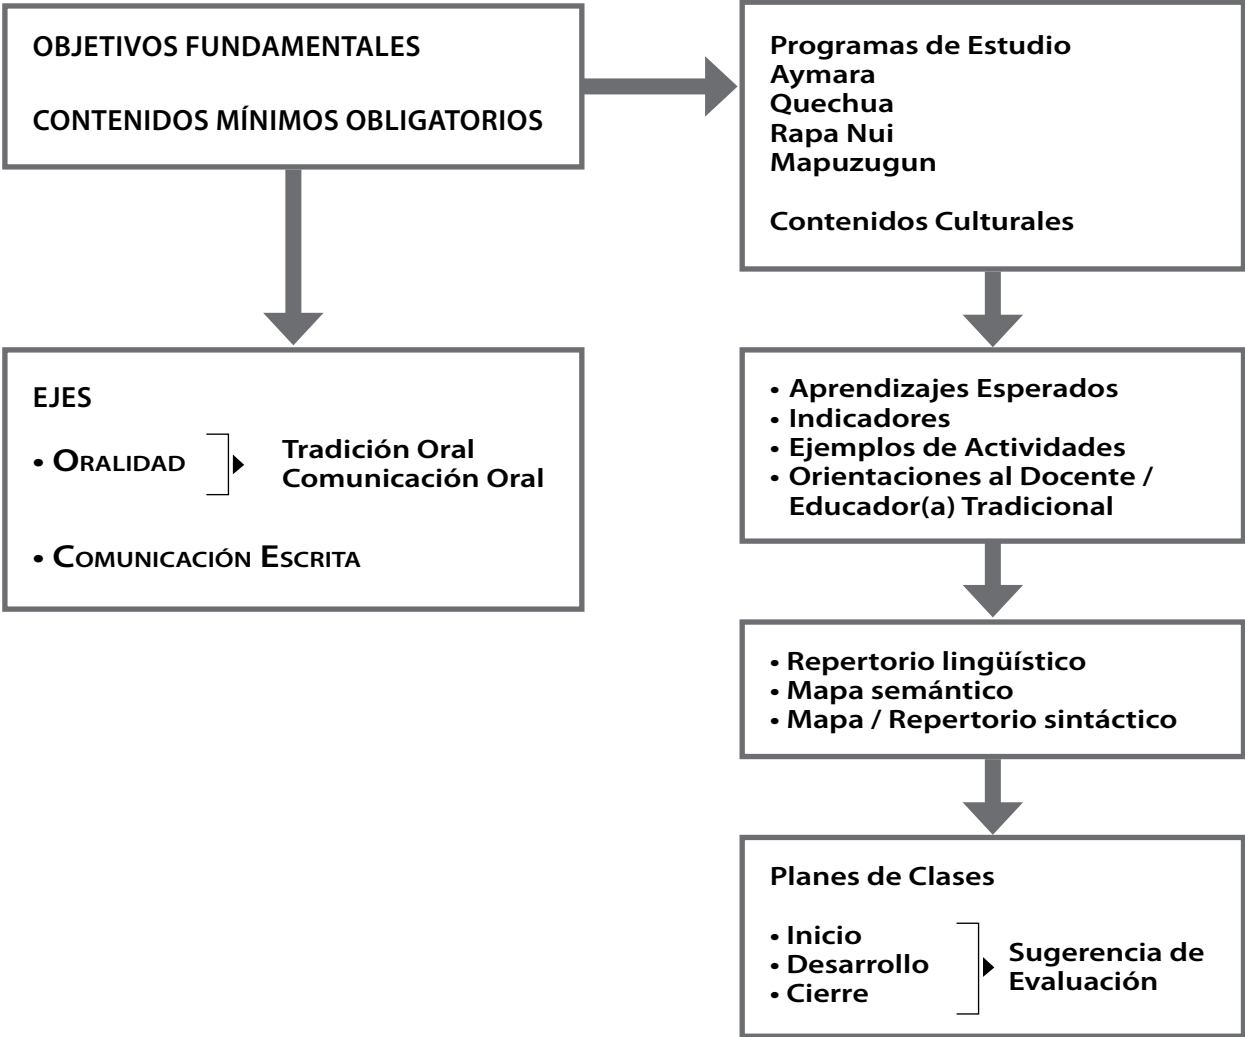 OBJETIVOS FUNDAMENTALES
CONTENIDOS MÍNIMOS OBLIGATORIOS
Programas de Estudio
Aymara
Quechua
Rapa Nui
Mapuzugun
Contenidos Culturales
EJES
• ORALIDAD
Tradición Oral
Comunicación Oral
• COMUNICACIÓN ESCRITA
• Aprendizajes Esperados
• Indicadores
• Ejemplos de Actividades
• Orientaciones al Docente /
Educador(a) Tradicional
• Repertorio lingüístico
• Mapa semántico
• Mapa / Repertorio sintáctico
Planes de Clases
• Inicio
• Desarrollo
• Cierre
Sugerencia de
Evaluación